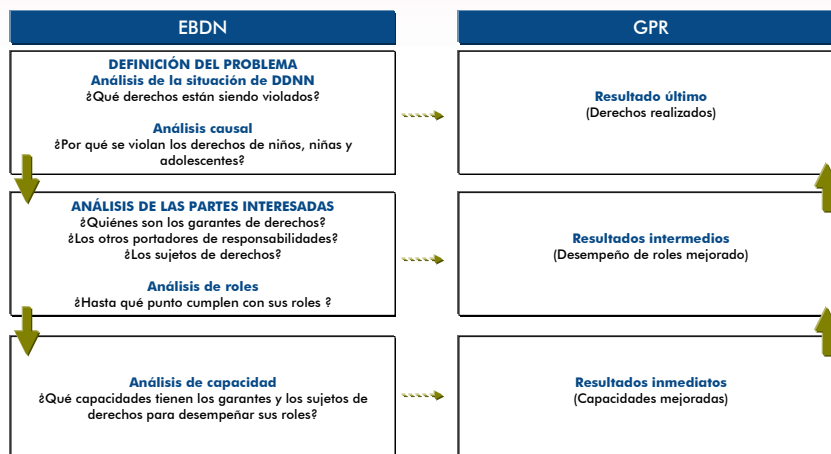 EBDN
DEFINICIÓN DEL PROBLEMA
Análisis de la situación de DDNN
¿Qué derechos están siendo violados?
Análisis causal
¿Por qué se violan los derechos de niños, niñas y
adolescentes?
ANÁLISIS DE LAS PARTES INTERESADAS
¿Quiénes son los garantes de derechos?
¿Los otros portadores de responsabilidades?
¿Los sujetos de derechos?
Análisis de roles
¿Hasta qué punto cumplen con sus roles ?
Análisis de capacidad
¿Qué capacidades tienen los garantes y los sujetos de
derechos para desempeñar sus roles?
GPR
Resultado último
(Derechos realizados)
Resultados intermedios
(Desempeño de roles mejorado)
Resultados inmediatos
(Capacidades mejoradas)